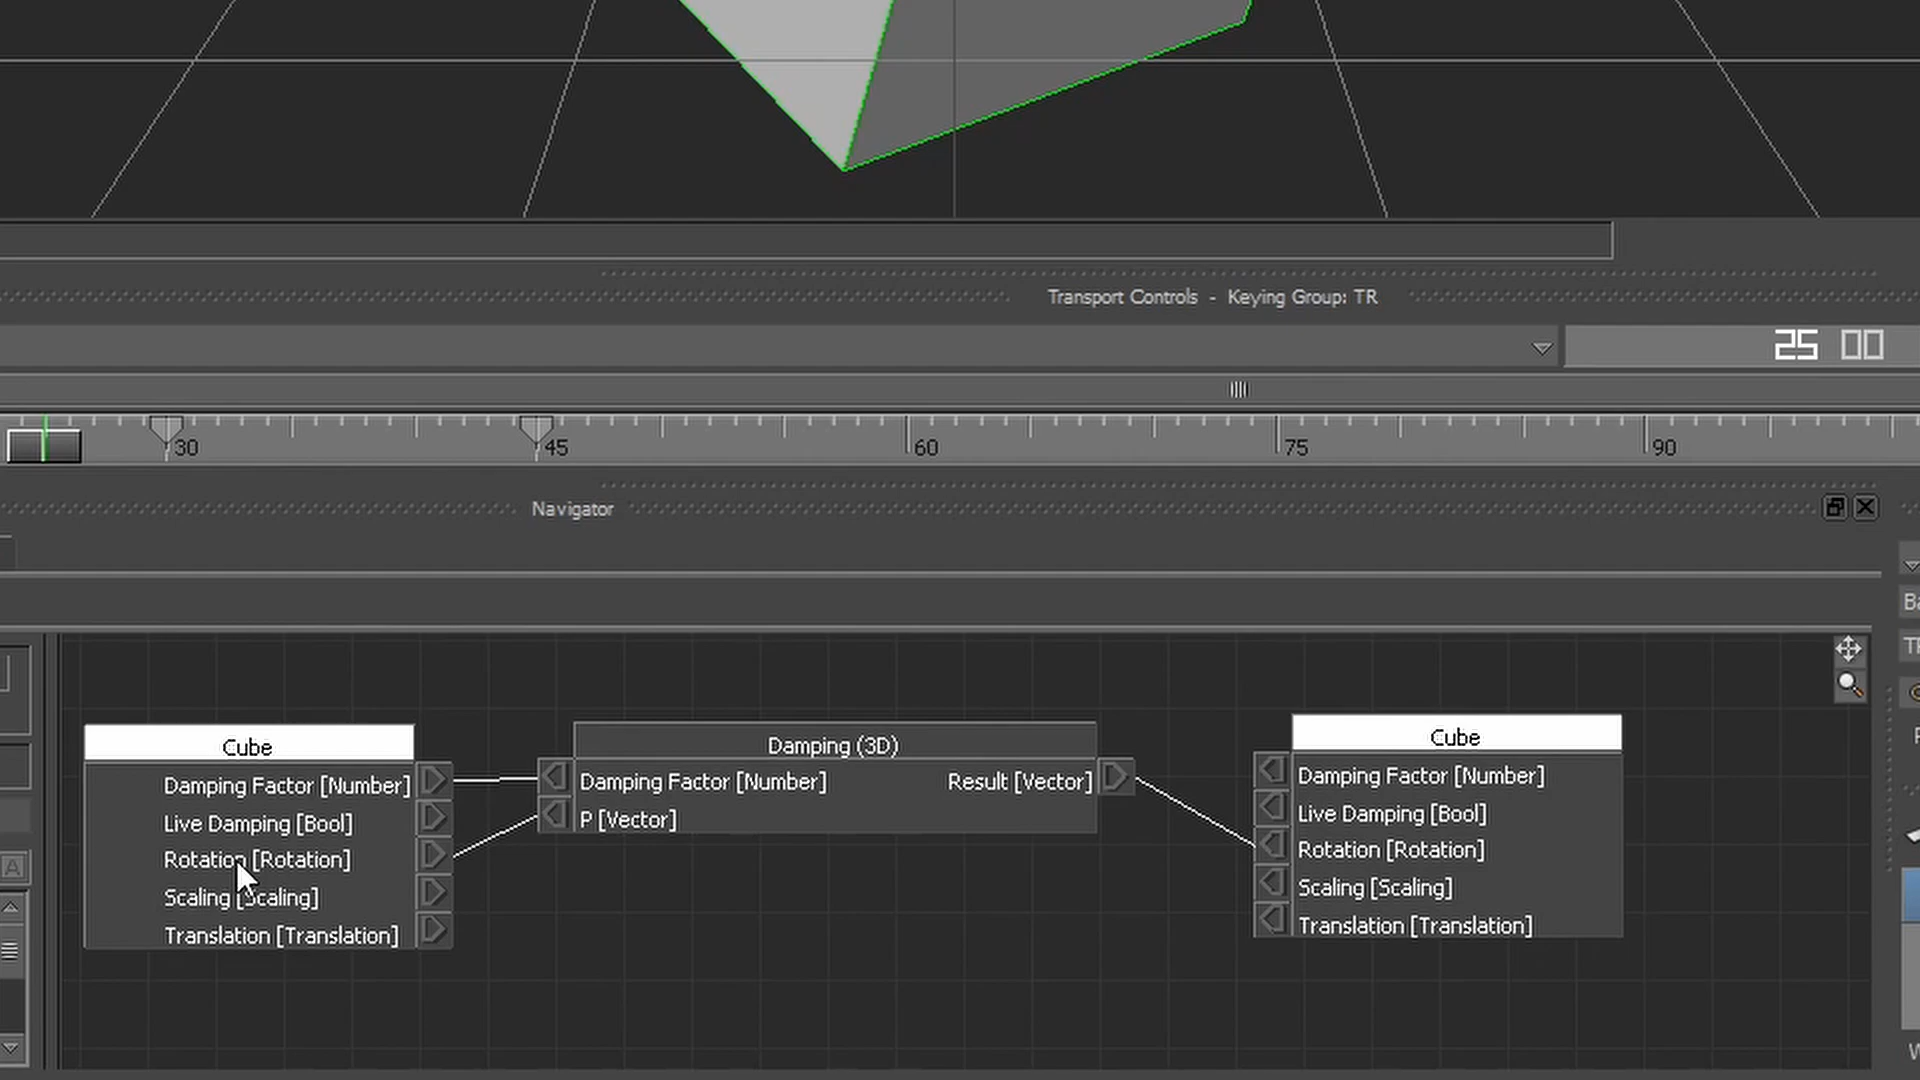 Transport Controls - Keying Group: TR
25 00
30 45 60 75 90
Navigator
A
Cube
Damping Factor [Number]
Live Damping [Bool]
Rotation [Rotation]
Scaling [Scaling]
Translation [Translation]
Damping (3D)
Damping Factor [Number] Result [Vector]
P [Vector]
Cube
Damping Factor [Number]
Live Damping [Bool]
Rotation [Rotation]
Scaling [Scaling]
Translation [Translation]